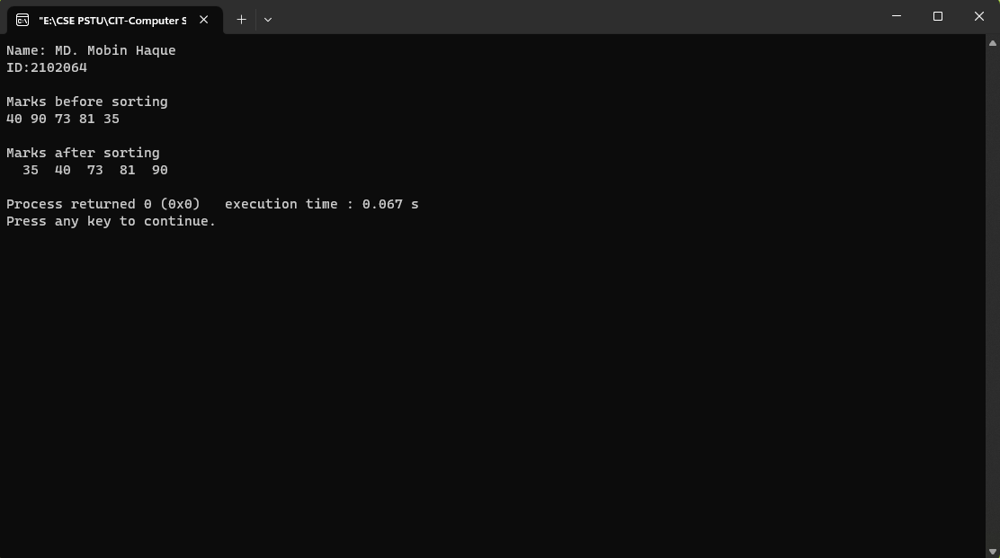 "E:\CSE PSTU\CIT-Computer S
Name: MD. Mobin Haque
ID:2102064
Marks before sorting
40 90 73 81 35
Marks after sorting
  35  40  73  81  90
Process returned 0 (0x0)   execution time : 0.067 s
Press any key to continue.